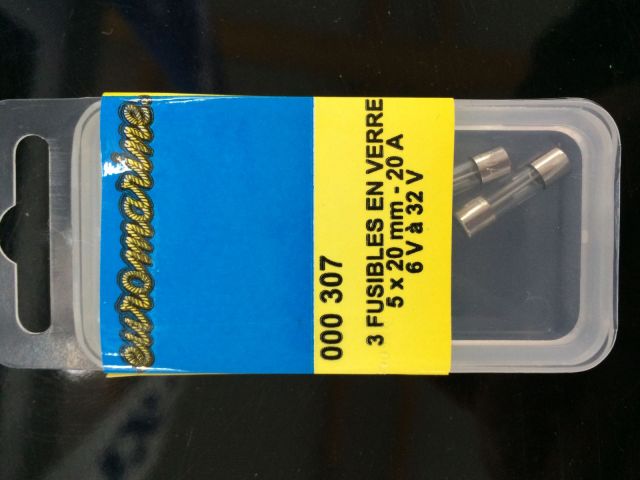 euromarine
000 307
3 FUSIBLES EN VERRE
5 x 20 mm - 20 A
6 V à 32 V